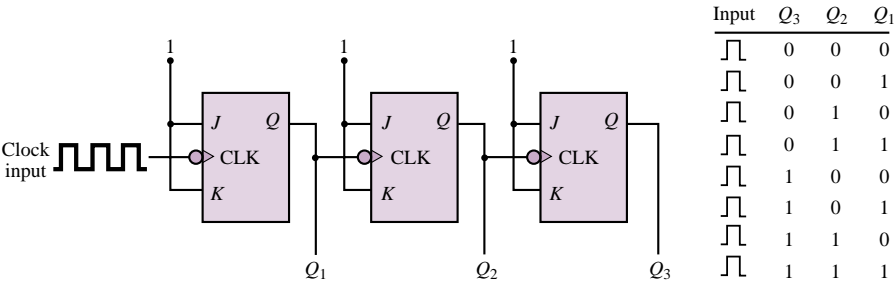 1 1 1
J Q J Q J Q
Clock input
CLK CLK CLK
K K K
Q1 Q2 Q3
Input Q3 Q2 Q1
0 0 0
0 0 1
0 1 0
0 1 1
1 0 0
1 0 1
1 1 0
1 1 1